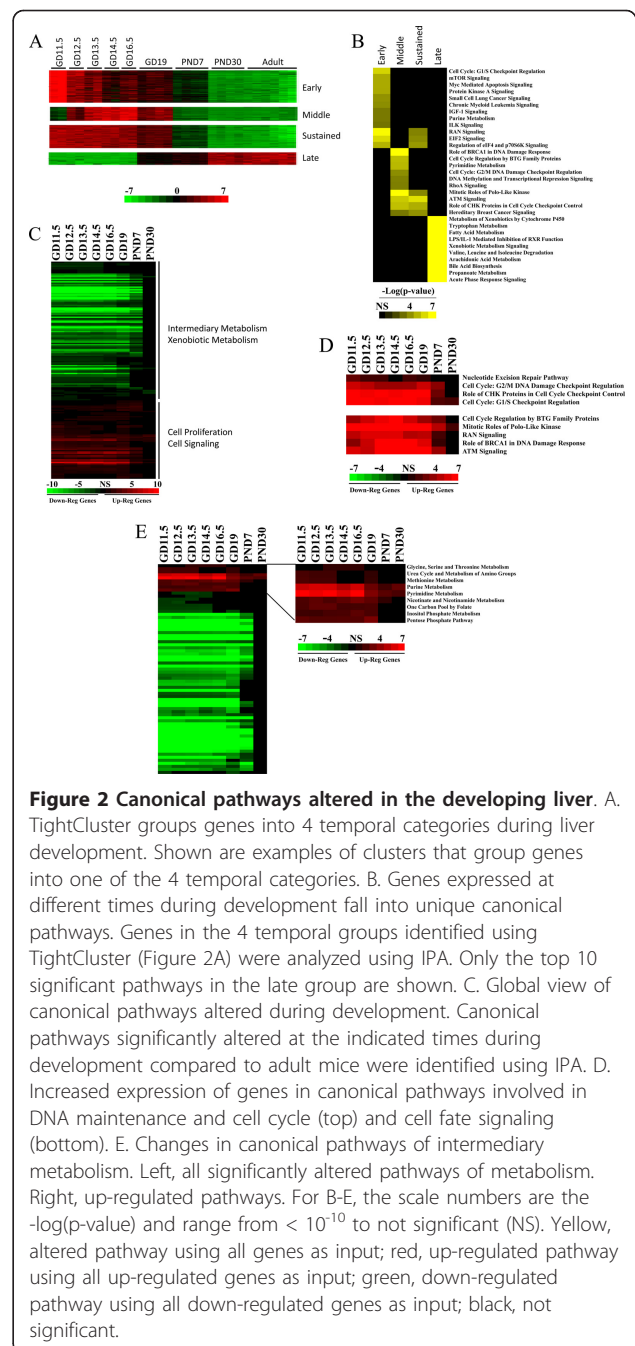 A
GD11.5
GD12.5
GD13.5
GD14.5
GD16.5
GD19
PND7
PND30
Adult
Early
Middle
Sustained
Late
-7 0 7
B
Early
Middle
Sustained
Late
Cell Cycle: G1/S Checkpoint Regulation
mTOR Signaling
Myc Mediated Apoptosis Signaling
Protein Kinase A Signaling
Small Cell Lung Cancer Signaling
Chronic Myeloid Leukemia Signaling
IGF-1 Signaling
Purine Metabolism
ILK Signaling
RAN Signaling
EIF2 Signaling
Regulation of eIF4 and p70S6K Signaling
Role of BRCA1 in DNA Damage Response
Cell Cycle Regulation by BTG Family Proteins
Pyrimidine Metabolism
Cell Cycle: G2/M DNA Damage Checkpoint Regulation
DNA Methylation and Transcriptional Repression Signaling
RhoA Signaling
Mitotic Roles of Polo-Like Kinase
ATM Signaling
Role of CHK Proteins in Cell Cycle Checkpoint Control
Hereditary Breast Cancer Signaling
Metabolism of Xenobiotics by Cytochrome P450
Tryptophan Metabolism
Fatty Acid Metabolism
LPS/IL-1 Mediated Inhibition of RXR Function
Xenobiotic Metabolism Signaling
Valine, Leucine and Isoleucine Degradation
Arachidonic Acid Metabolism
Bile Acid Biosynthesis
Propanoate Metabolism
Acute Phase Response Signaling
-Log(p-value)
NS 4 7
C
GD11.5
GD12.5
GD13.5
GD14.5
GD16.5
GD19
PND7
PND30
Intermediary Metabolism
Xenobiotic Metabolism
Cell Proliferation
Cell Signaling
-10 -5 NS 5 10
Down-Reg Genes Up-Reg Genes
D
GD11.5
GD12.5
GD13.5
GD14.5
GD16.5
GD19
PND7
PND30
Nucleotide Excision Repair Pathway
Cell Cycle: G2/M DNA Damage Checkpoint Regulation
Role of CHK Proteins in Cell Cycle Checkpoint Control
Cell Cycle: G1/S Checkpoint Regulation
Cell Cycle Regulation by BTG Family Proteins
Mitotic Roles of Polo-Like Kinase
RAN Signaling
Role of BRCA1 in DNA Damage Response
ATM Signaling
-7 -4 NS 4 7
Down-Reg Genes Up-Reg Genes
E
GD11.5
GD12.5
GD13.5
GD14.5
GD16.5
GD19
PND7
PND30
GD11.5
GD12.5
GD13.5
GD14.5
GD16.5
GD19
PND7
PND30
Glycine, Serine and Threonine Metabolism
Urea Cycle and Metabolism of Amino Groups
Methionine Metabolism
Purine Metabolism
Pyrimidine Metabolism
Nicotinate and Nicotinamide Metabolism
One Carbon Pool by Folate
Inositol Phosphate Metabolism
Pentose Phosphate Pathway
-7 -4 NS 4 7
Down-Reg Genes Up-Reg Genes
Figure 2 Canonical pathways altered in the developing liver. A.
TightCluster groups genes into 4 temporal categories during liver
development. Shown are examples of clusters that group genes
into one of the 4 temporal categories. B. Genes expressed at
different times during development fall into unique canonical
pathways. Genes in the 4 temporal groups identified using
TightCluster (Figure 2A) were analyzed using IPA. Only the top 10
significant pathways in the late group are shown. C. Global view of
canonical pathways altered during development. Canonical
pathways significantly altered at the indicated times during
development compared to adult mice were identified using IPA. D.
Increased expression of genes in canonical pathways involved in
DNA maintenance and cell cycle (top) and cell fate signaling
(bottom). E. Changes in canonical pathways of intermediary
metabolism. Left, all significantly altered pathways of metabolism.
Right, up-regulated pathways. For B-E, the scale numbers are the
-log(p-value) and range from < 10⁻¹⁰ to not significant (NS). Yellow,
altered pathway using all genes as input; red, up-regulated pathway
using all up-regulated genes as input; green, down-regulated
pathway using all down-regulated genes as input; black, not
significant.